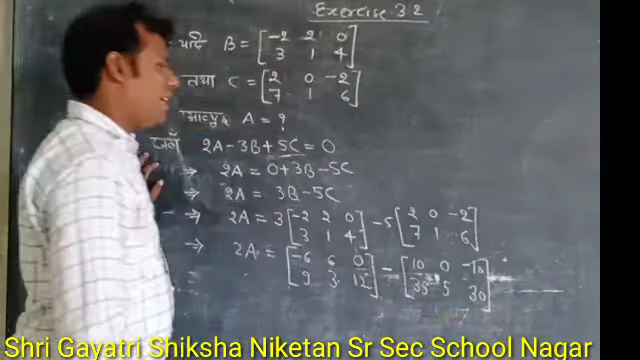 Exercise 3.2
यदि B = [-2 2 0
3 1 4]
तथा C = [2 0 -2
7 1 6]
आव्यूह A = ?
जहाँ 2A - 3B + 5C = 0
⇒ 2A = 0 + 3B - 5C
⇒ 2A = 3B - 5C
⇒ 2A = 3 [-2 2 0
3 1 4] - 5 [2 0 -2
7 1 6]
⇒ 2A = [-6 6 0
9 3 12] - [10 0 -10
35 5 30]
Shri Gayatri Shiksha Niketan Sr Sec School Nagar